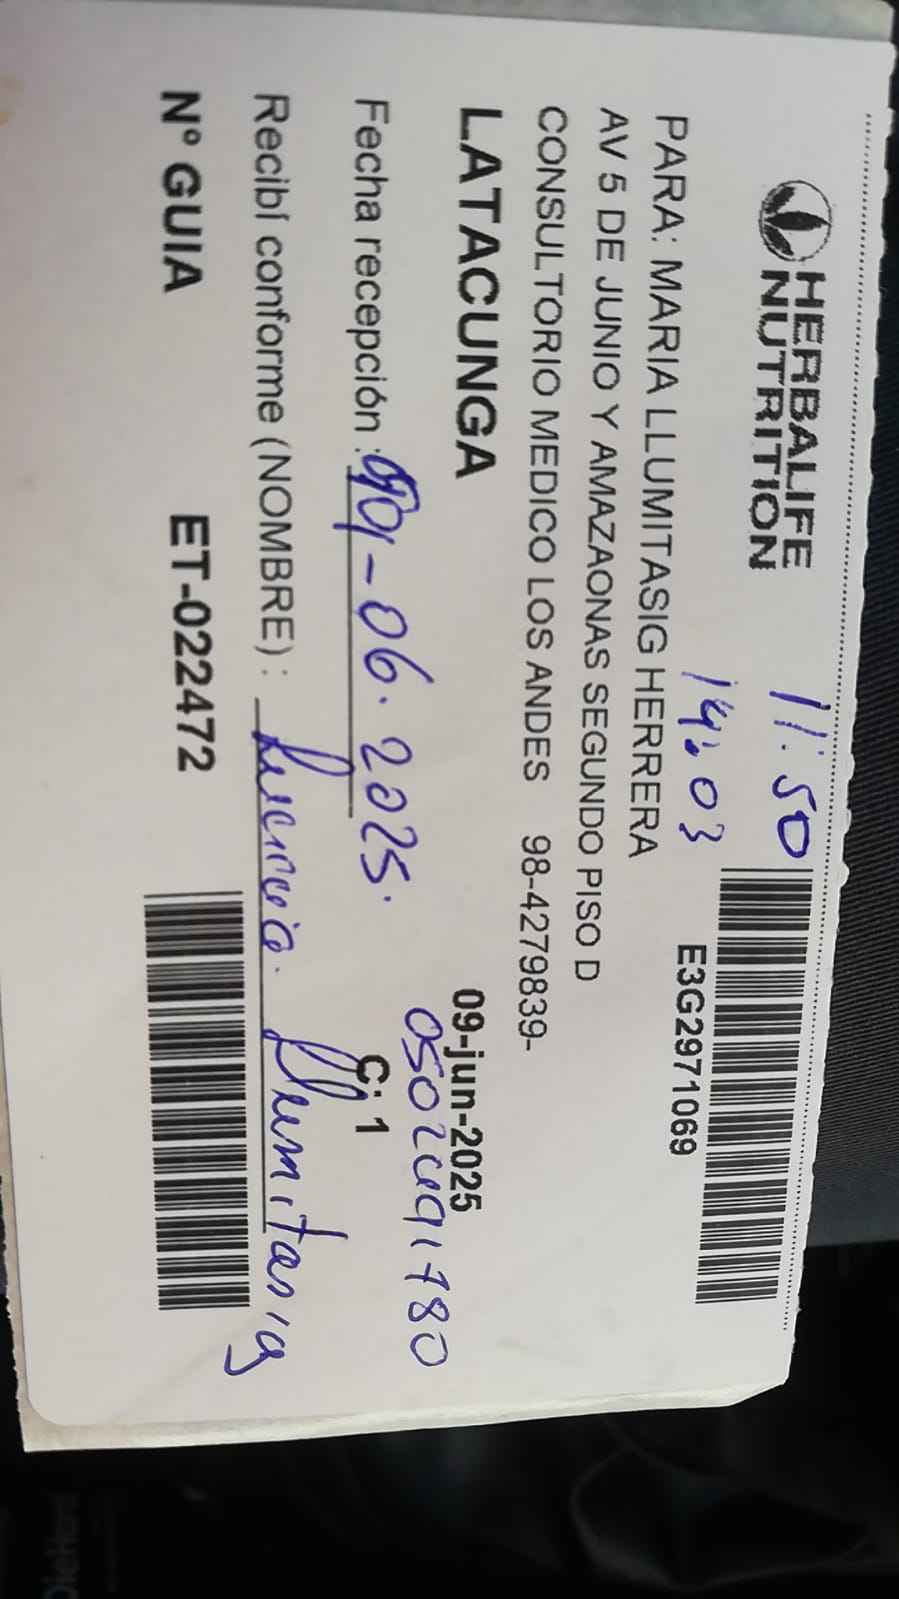 HERBALIFE
NUTRITION
11:50
14:03
E3G2971069
PARA: MARIA LLUMITASIG HERRERA
AV 5 DE JUNIO Y AMAZAONAS SEGUNDO PISO D
CONSULTORIO MEDICO LOS ANDES 98-4279839-
LATACUNGA
09-jun-2025
Fecha recepción : -06.2025.
C: 1
Recibí conforme (NOMBRE) : Llumitasig
Nº GUIA ET-022472
DieHard